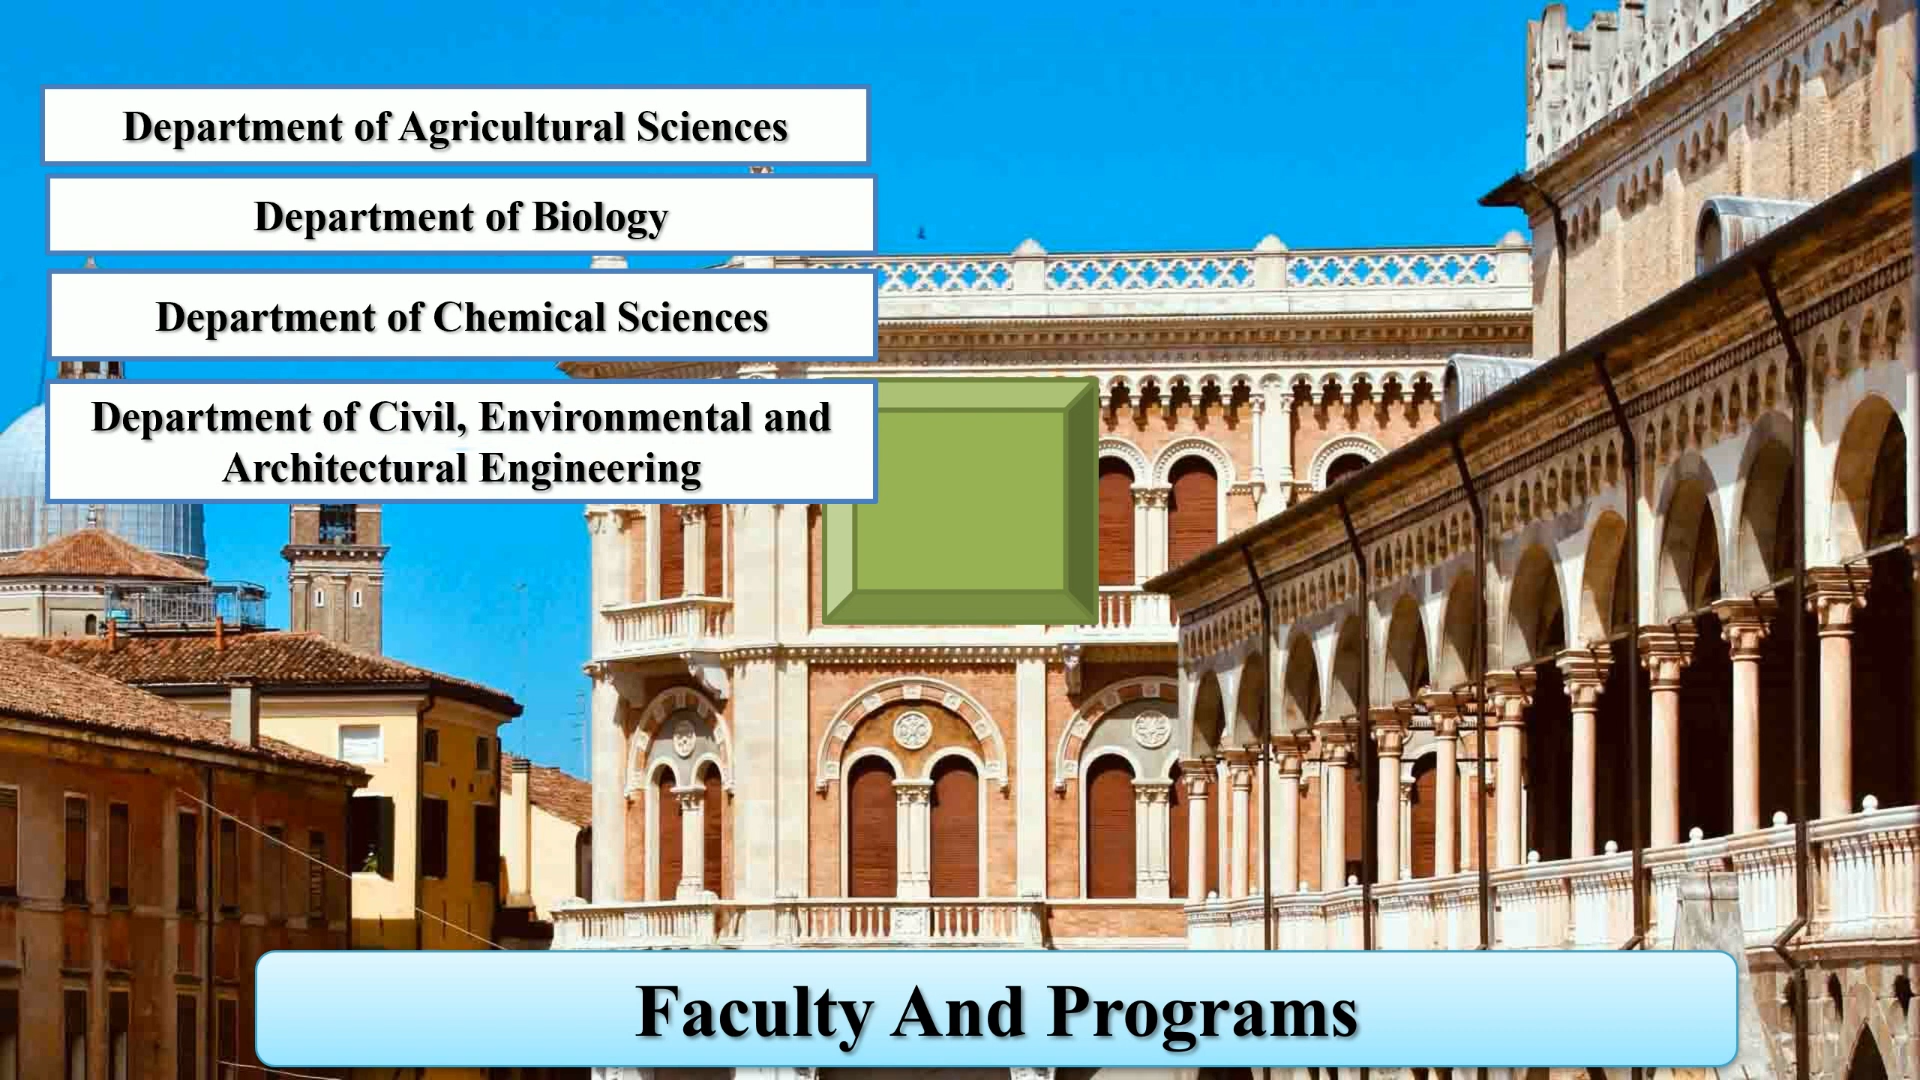 Department of Agricultural Sciences
Department of Biology
Department of Chemical Sciences
Department of Civil, Environmental and
Architectural Engineering
Faculty And Programs